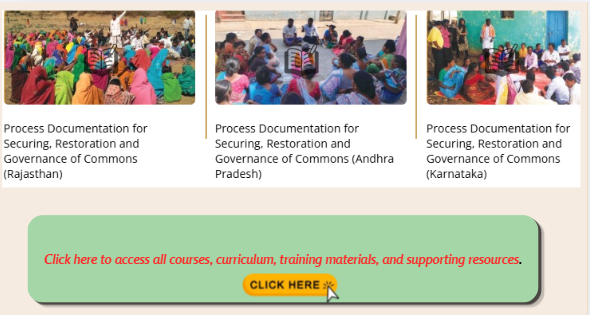 Process Documentation for
Securing, Restoration and
Governance of Commons
(Rajasthan)
Process Documentation for
Securing, Restoration and
Governance of Commons (Andhra
Pradesh)
Process Documentation for
Securing, Restoration and
Governance of Commons
(Karnataka)
Click here to access all courses, curriculum, training materials, and supporting resources.
CLICK HERE